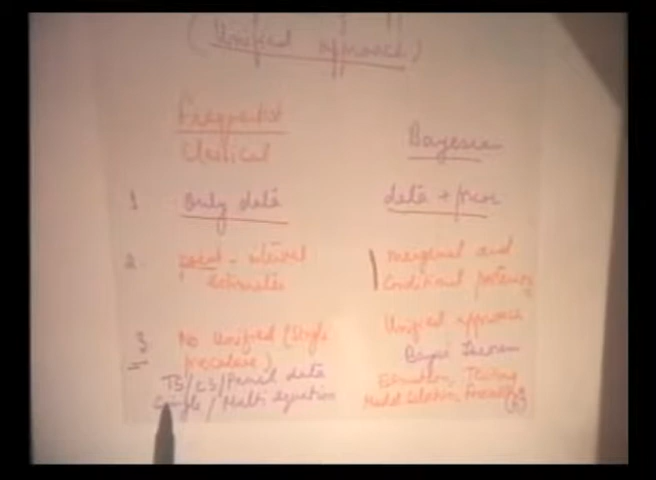 (Unified approach)
Frequentist
Classical
Bayesian
1 Only data
data + prior
2 point - interval
estimates
marginal and
Conditional posterior
3 No Unified (Single
procedure)
TS/CS/Panel data
Single / Multi equation
Unified approach
Bayes Theorem
Estimation, Testing
Model Selection, Forecasting